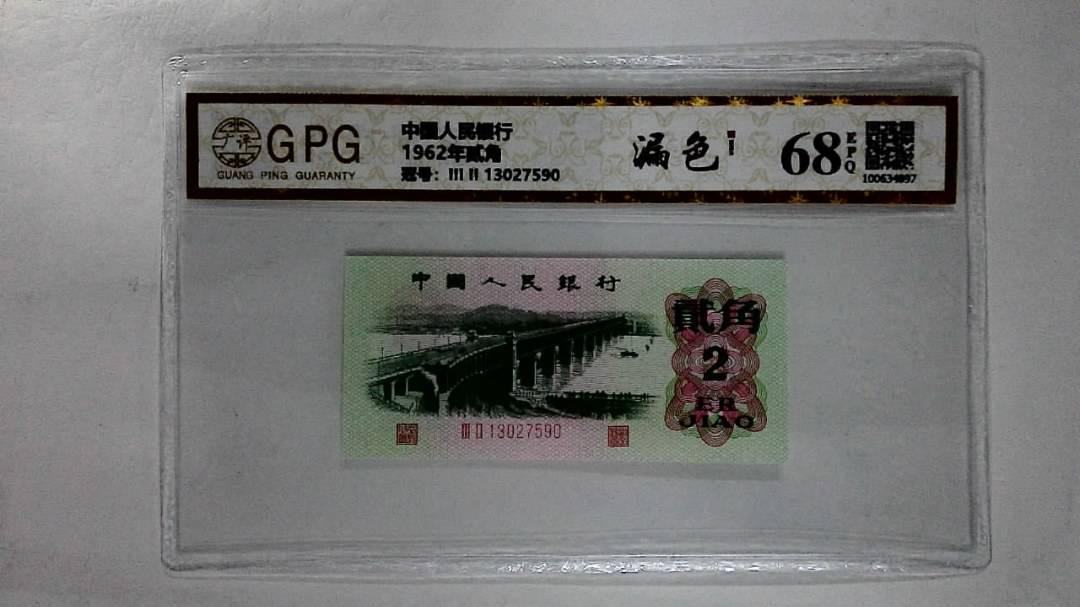 GPG
GUANG PING GUARANTY
中國人民银行
1962年贰角
冠号: III II 13027590
漏色
68
EPQ
100634897
中國人民銀行
貳角
2
ER
JIAO
III II 13027590